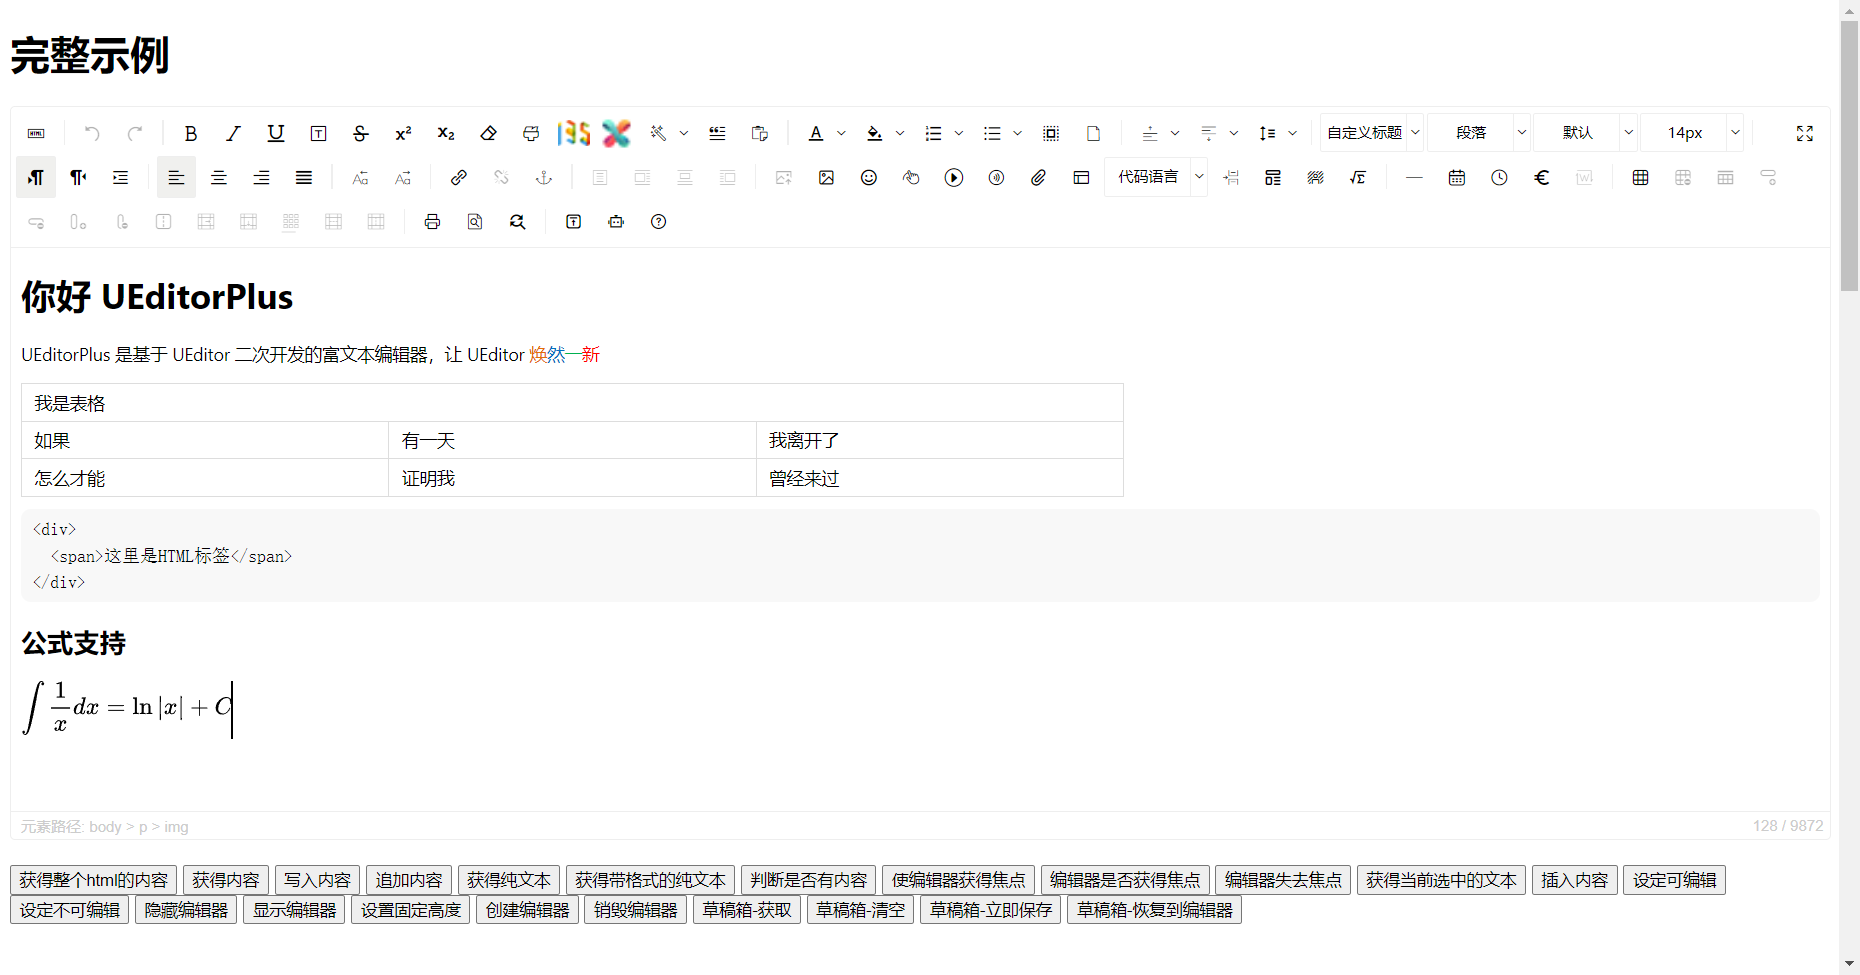 完整示例
HTML B I U T S x² x₂ 135 A 自定义标题 段落 默认 14px
代码语言
你好 UEditorPlus
UEditorPlus 是基于 UEditor 二次开发的富文本编辑器，让 UEditor 焕然一新
我是表格
如果 有一天 我离开了
怎么才能 证明我 曾经来过
<div>
  <span>这里是HTML标签</span>
</div>
公式支持
∫ 1/x dx = ln |x| + C
元素路径: body > p > img 128 / 9872
获得整个html的内容 获得内容 写入内容 追加内容 获得纯文本 获得带格式的纯文本 判断是否有内容 使编辑器获得焦点 编辑器是否获得焦点 编辑器失去焦点 获得当前选中的文本 插入内容 设定可编辑
设定不可编辑 隐藏编辑器 显示编辑器 设置固定高度 创建编辑器 销毁编辑器 草稿箱-获取 草稿箱-清空 草稿箱-立即保存 草稿箱-恢复到编辑器